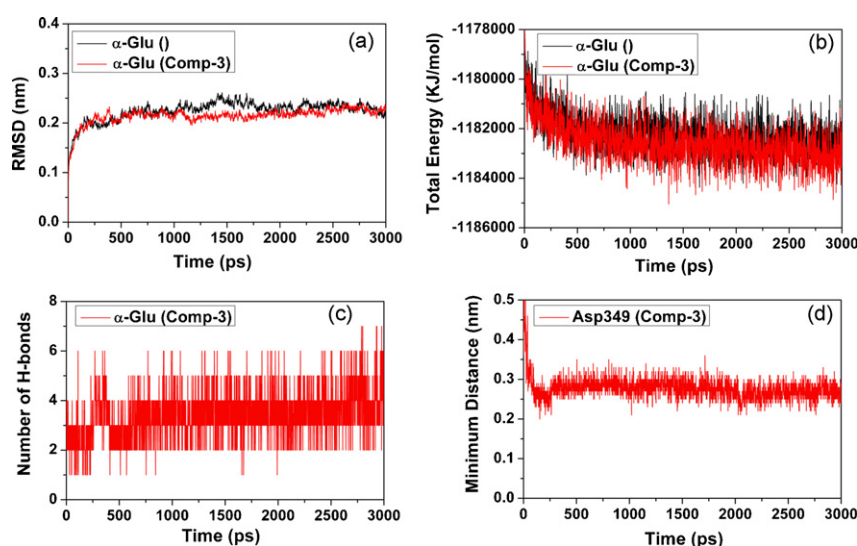 (a)
α-Glu ()
α-Glu (Comp-3)
RMSD (nm)
0.4
0.3
0.2
0.1
0.0
0 500 1000 1500 2000 2500 3000
Time (ps)
(b)
α-Glu ()
α-Glu (Comp-3)
Total Energy (KJ/mol)
-1178000
-1180000
-1182000
-1184000
-1186000
0 500 1000 1500 2000 2500 3000
Time (ps)
(c)
α-Glu (Comp-3)
Number of H-bonds
8
6
4
2
0
0 500 1000 1500 2000 2500 3000
Time (ps)
(d)
Asp349 (Comp-3)
Minimum Distance (nm)
0.5
0.4
0.3
0.2
0.1
0.0
0 500 1000 1500 2000 2500 3000
Time (ps)